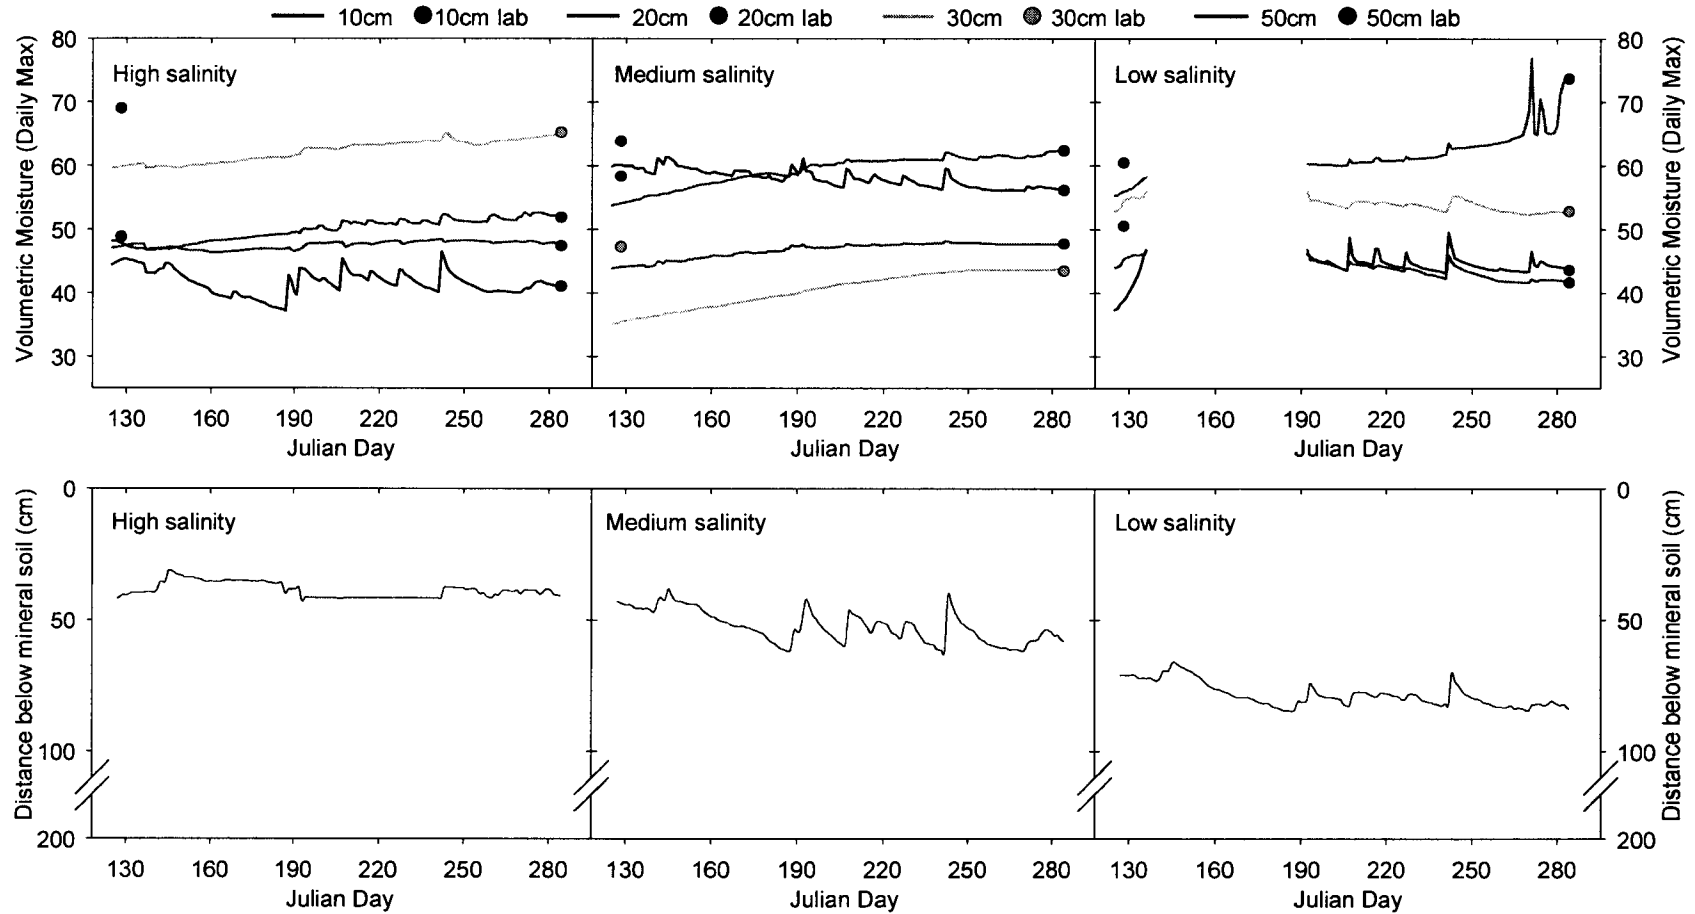 10cm 10cm lab 20cm 20cm lab 30cm 30cm lab 50cm 50cm lab
Volumetric Moisture (Daily Max)
80
70
60
50
40
30
High salinity
Medium salinity
Low salinity
80
70
60
50
40
30
Volumetric Moisture (Daily Max)
130 160 190 220 250 280 130 160 190 220 250 280 130 160 190 220 250 280
Julian Day Julian Day Julian Day
Distance below mineral soil (cm)
0
50
100
200
High salinity
Medium salinity
Low salinity
0
50
100
200
Distance below mineral soil (cm)
130 160 190 220 250 280 130 160 190 220 250 280 130 160 190 220 250 280
Julian Day Julian Day Julian Day